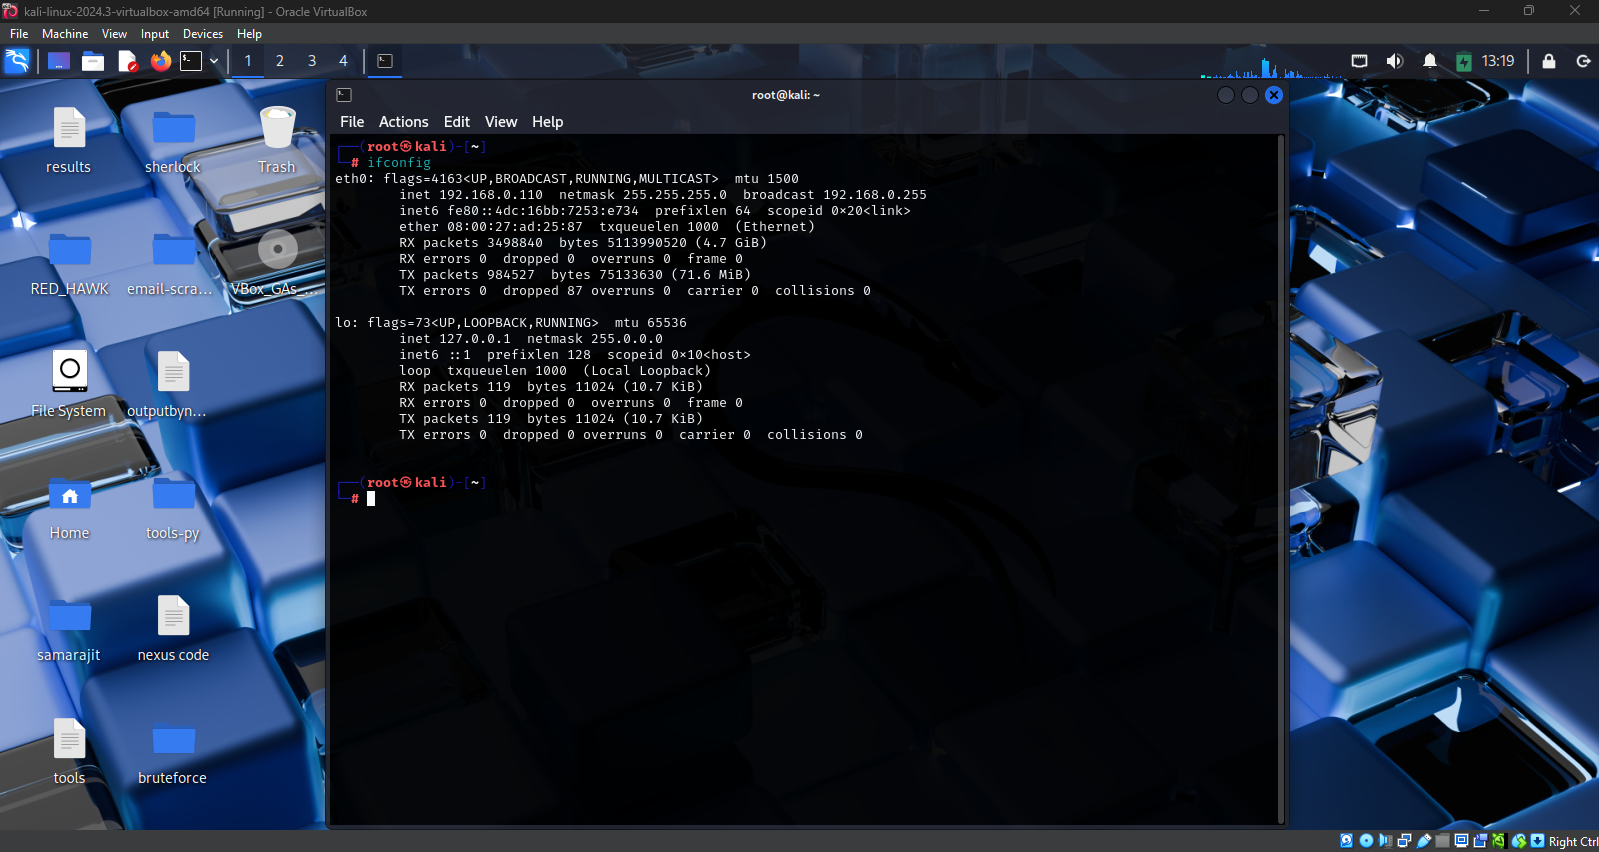 kali-linux-2024.3-virtualbox-amd64 [Running] - Oracle VirtualBox
File Machine View Input Devices Help
1 2 3 4 13:19
root@kali: ~
File Actions Edit View Help
(root㉿kali)-[~]
# ifconfig
eth0: flags=4163<UP,BROADCAST,RUNNING,MULTICAST>  mtu 1500
inet 192.168.0.110  netmask 255.255.255.0  broadcast 192.168.0.255
inet6 fe80::4dc:16bb:7253:e734  prefixlen 64  scopeid 0×20<link>
ether 08:00:27:ad:25:87  txqueuelen 1000  (Ethernet)
RX packets 3498840  bytes 5113990520 (4.7 GiB)
RX errors 0  dropped 0  overruns 0  frame 0
TX packets 984527  bytes 75133630 (71.6 MiB)
TX errors 0  dropped 87 overruns 0  carrier 0  collisions 0
lo: flags=73<UP,LOOPBACK,RUNNING>  mtu 65536
inet 127.0.0.1  netmask 255.0.0.0
inet6 ::1  prefixlen 128  scopeid 0×10<host>
loop  txqueuelen 1000  (Local Loopback)
RX packets 119  bytes 11024 (10.7 KiB)
RX errors 0  dropped 0  overruns 0  frame 0
TX packets 119  bytes 11024 (10.7 KiB)
TX errors 0  dropped 0 overruns 0  carrier 0  collisions 0
(root㉿kali)-[~]
#
results sherlock Trash
RED_HAWK email-scra... VBox_GAs_...
File System outputbyn...
Home tools-py
samarajit nexus code
tools bruteforce
Right Ctrl